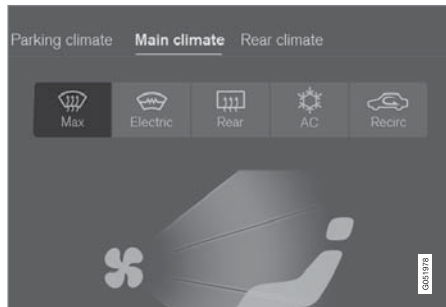 Parking climate Main climate Rear climate
Max Electric Rear AC Recirc
G051978